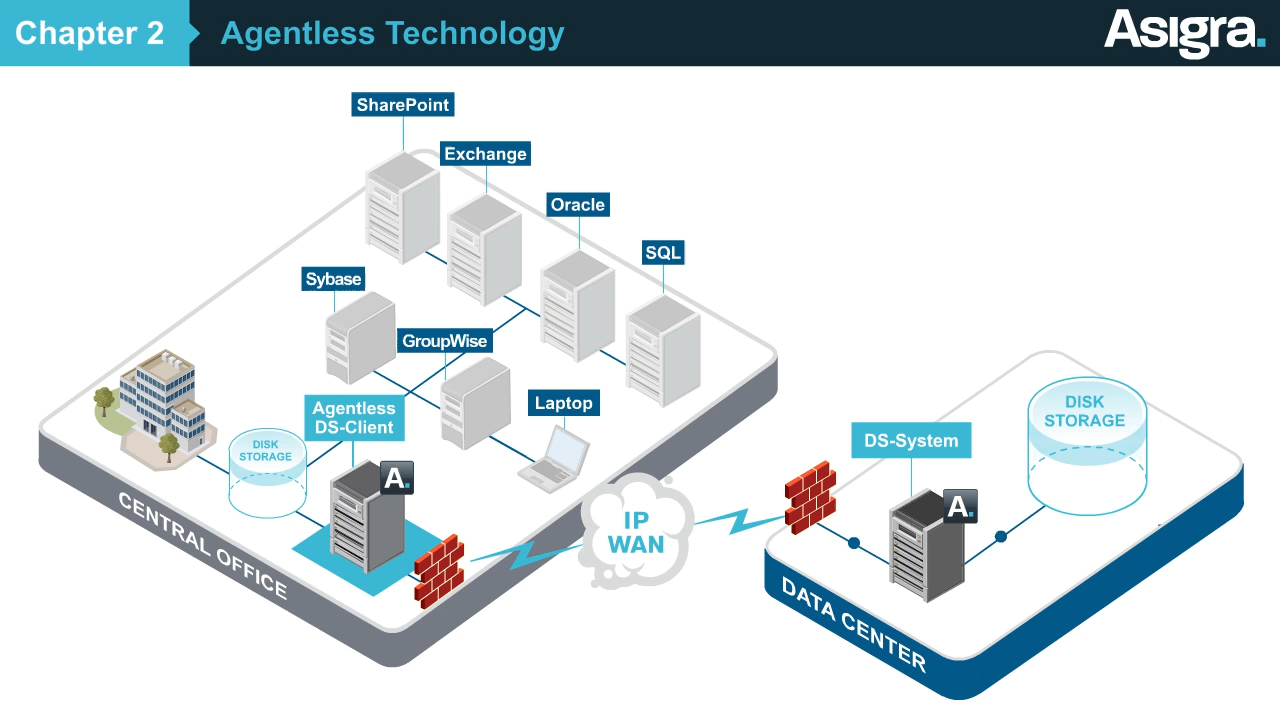 Chapter 2
Agentless Technology
Asigra.
SharePoint
Exchange
Oracle
SQL
Sybase
GroupWise
Laptop
Agentless
DS-Client
DISK
STORAGE
A.
CENTRAL OFFICE
IP
WAN
DS-System
DISK
STORAGE
A.
DATA CENTER